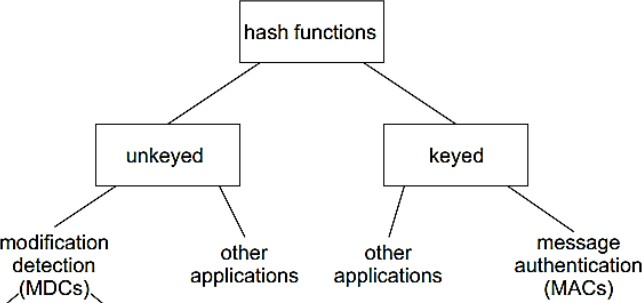 hash functions
unkeyed
keyed
modification
detection
(MDCs)
other
applications
other
applications
message
authentication
(MACs)